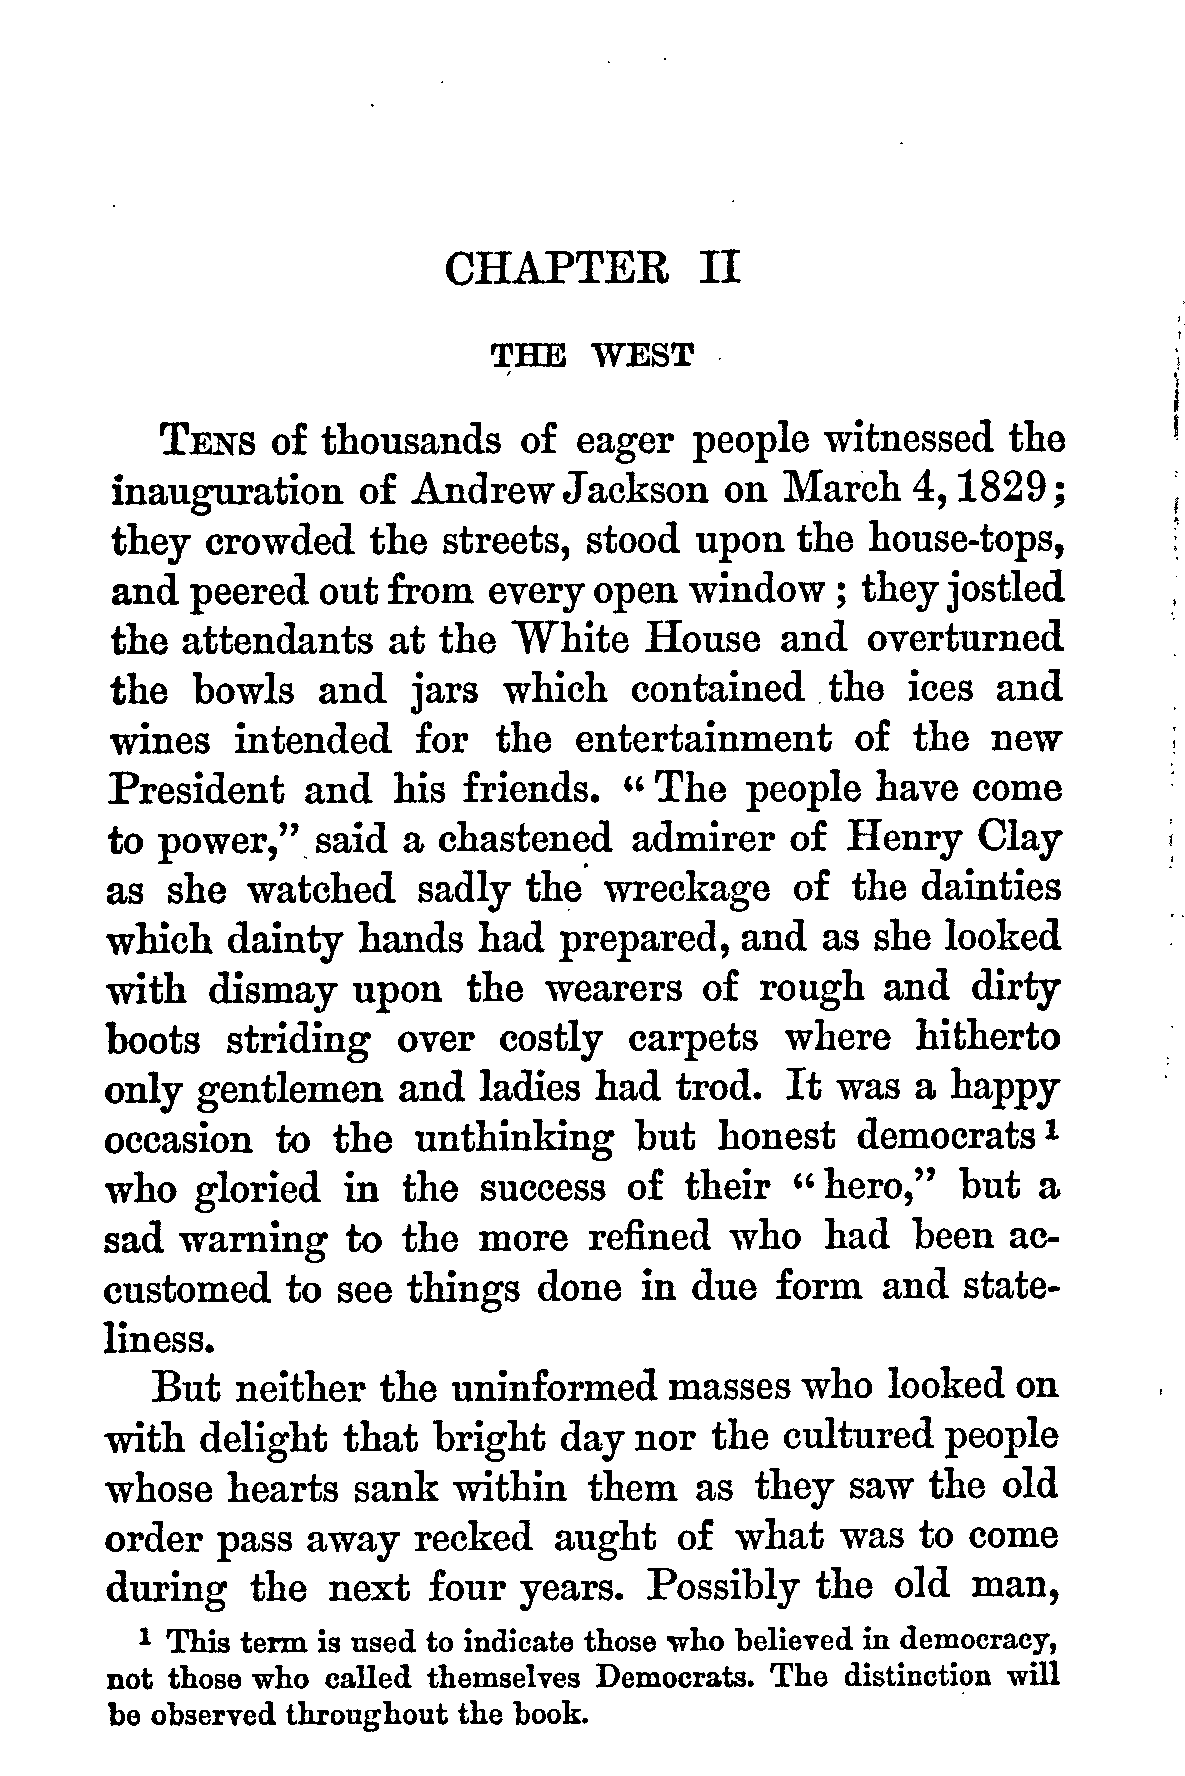 CHAPTER II
THE WEST
TENS of thousands of eager people witnessed the
inauguration of Andrew Jackson on March 4, 1829;
they crowded the streets, stood upon the house-tops,
and peered out from every open window; they jostled
the attendants at the White House and overturned
the bowls and jars which contained the ices and
wines intended for the entertainment of the new
President and his friends. "The people have come
to power," said a chastened admirer of Henry Clay
as she watched sadly the wreckage of the dainties
which dainty hands had prepared, and as she looked
with dismay upon the wearers of rough and dirty
boots striding over costly carpets where hitherto
only gentlemen and ladies had trod. It was a happy
occasion to the unthinking but honest democrats¹
who gloried in the success of their "hero," but a
sad warning to the more refined who had been ac-
customed to see things done in due form and state-
liness.
But neither the uninformed masses who looked on
with delight that bright day nor the cultured people
whose hearts sank within them as they saw the old
order pass away recked aught of what was to come
during the next four years. Possibly the old man,
¹ This term is used to indicate those who believed in democracy,
not those who called themselves Democrats. The distinction will
be observed throughout the book.